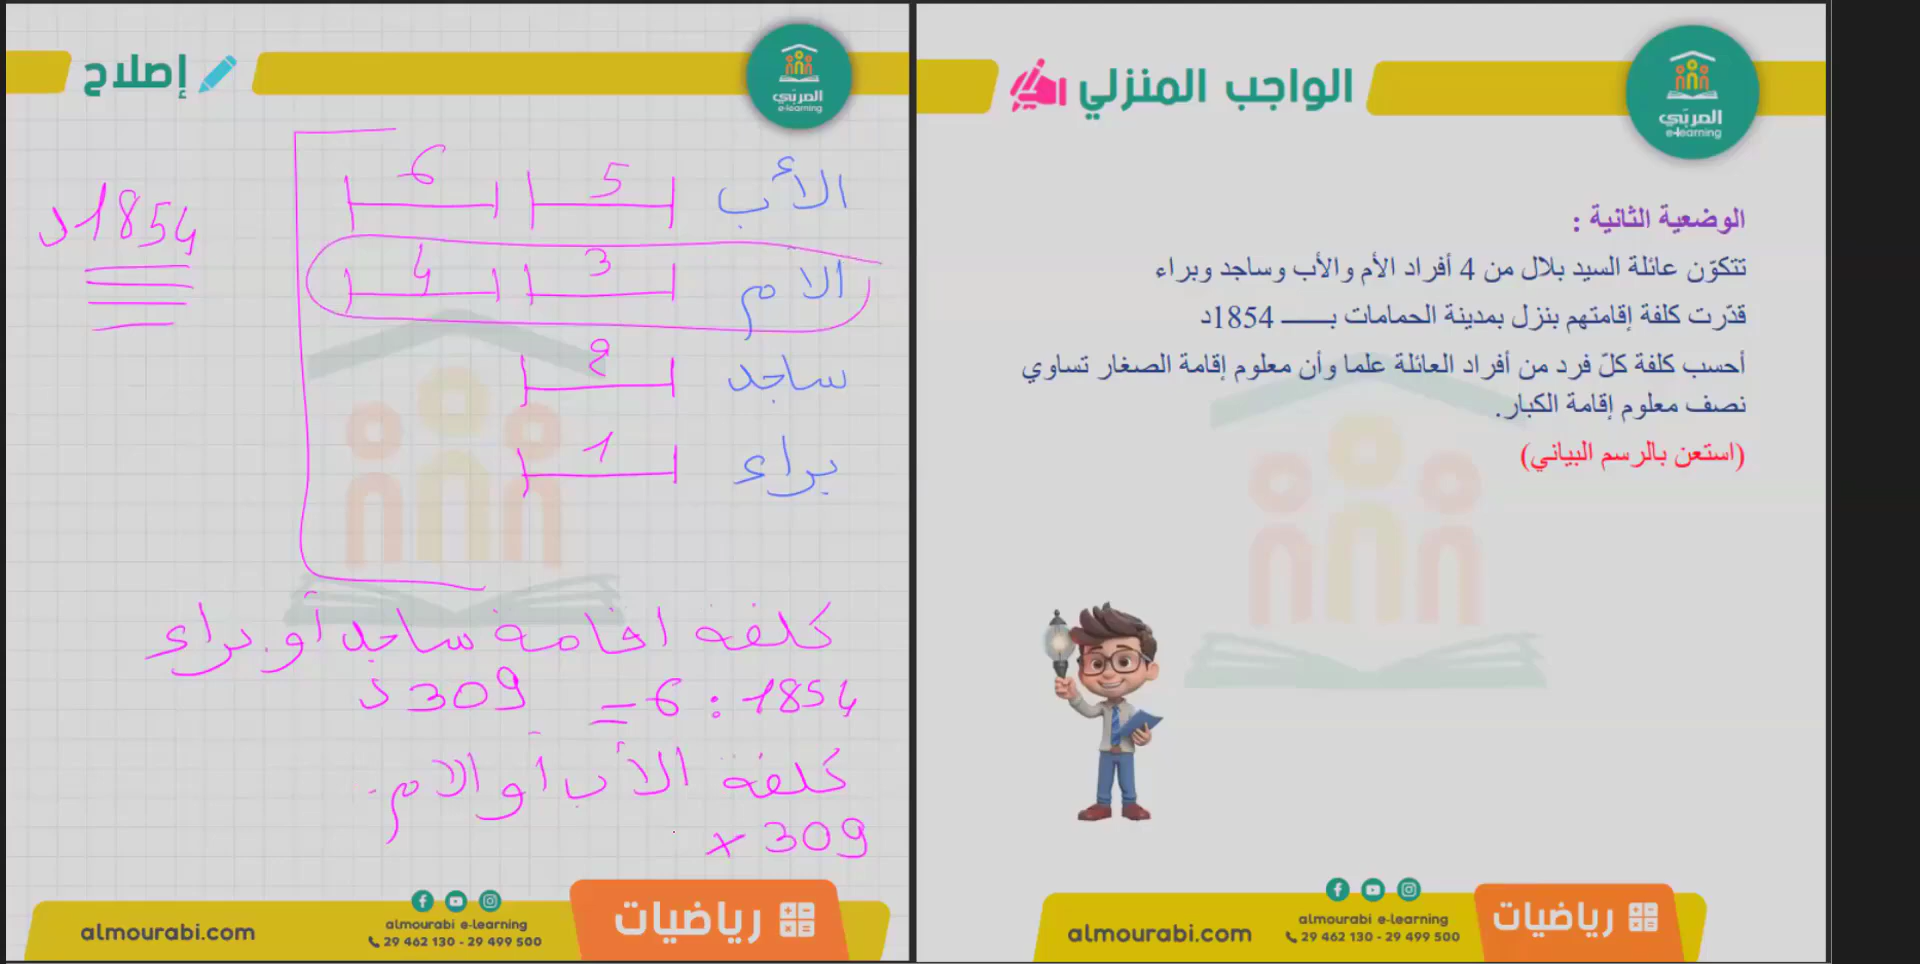 إصلاح
المربّي
e-learning
الأب
5
6
الأم
3
4
ساجد
2
براء
1
1854د
كلفة اقامة ساجد أو براء
1854 : 6 = 309د
كلفة الأب أو الأم
309 ×
almourabi.com
almourabi e-learning
29 462 130 - 29 499 500
رياضيات
الواجب المنزلي
المربّي
e-learning
الوضعية الثانية :
تتكوّن عائلة السيد بلال من 4 أفراد الأم والأب وساجد وبراء
قدّرت كلفة إقامتهم بنزل بمدينة الحمامات بـــــ 1854د
أحسب كلفة كلّ فرد من أفراد العائلة علما وأن معلوم إقامة الصغار تساوي
نصف معلوم إقامة الكبار.
(استعن بالرسم البياني)
almourabi.com
almourabi e-learning
29 462 130 - 29 499 500
رياضيات